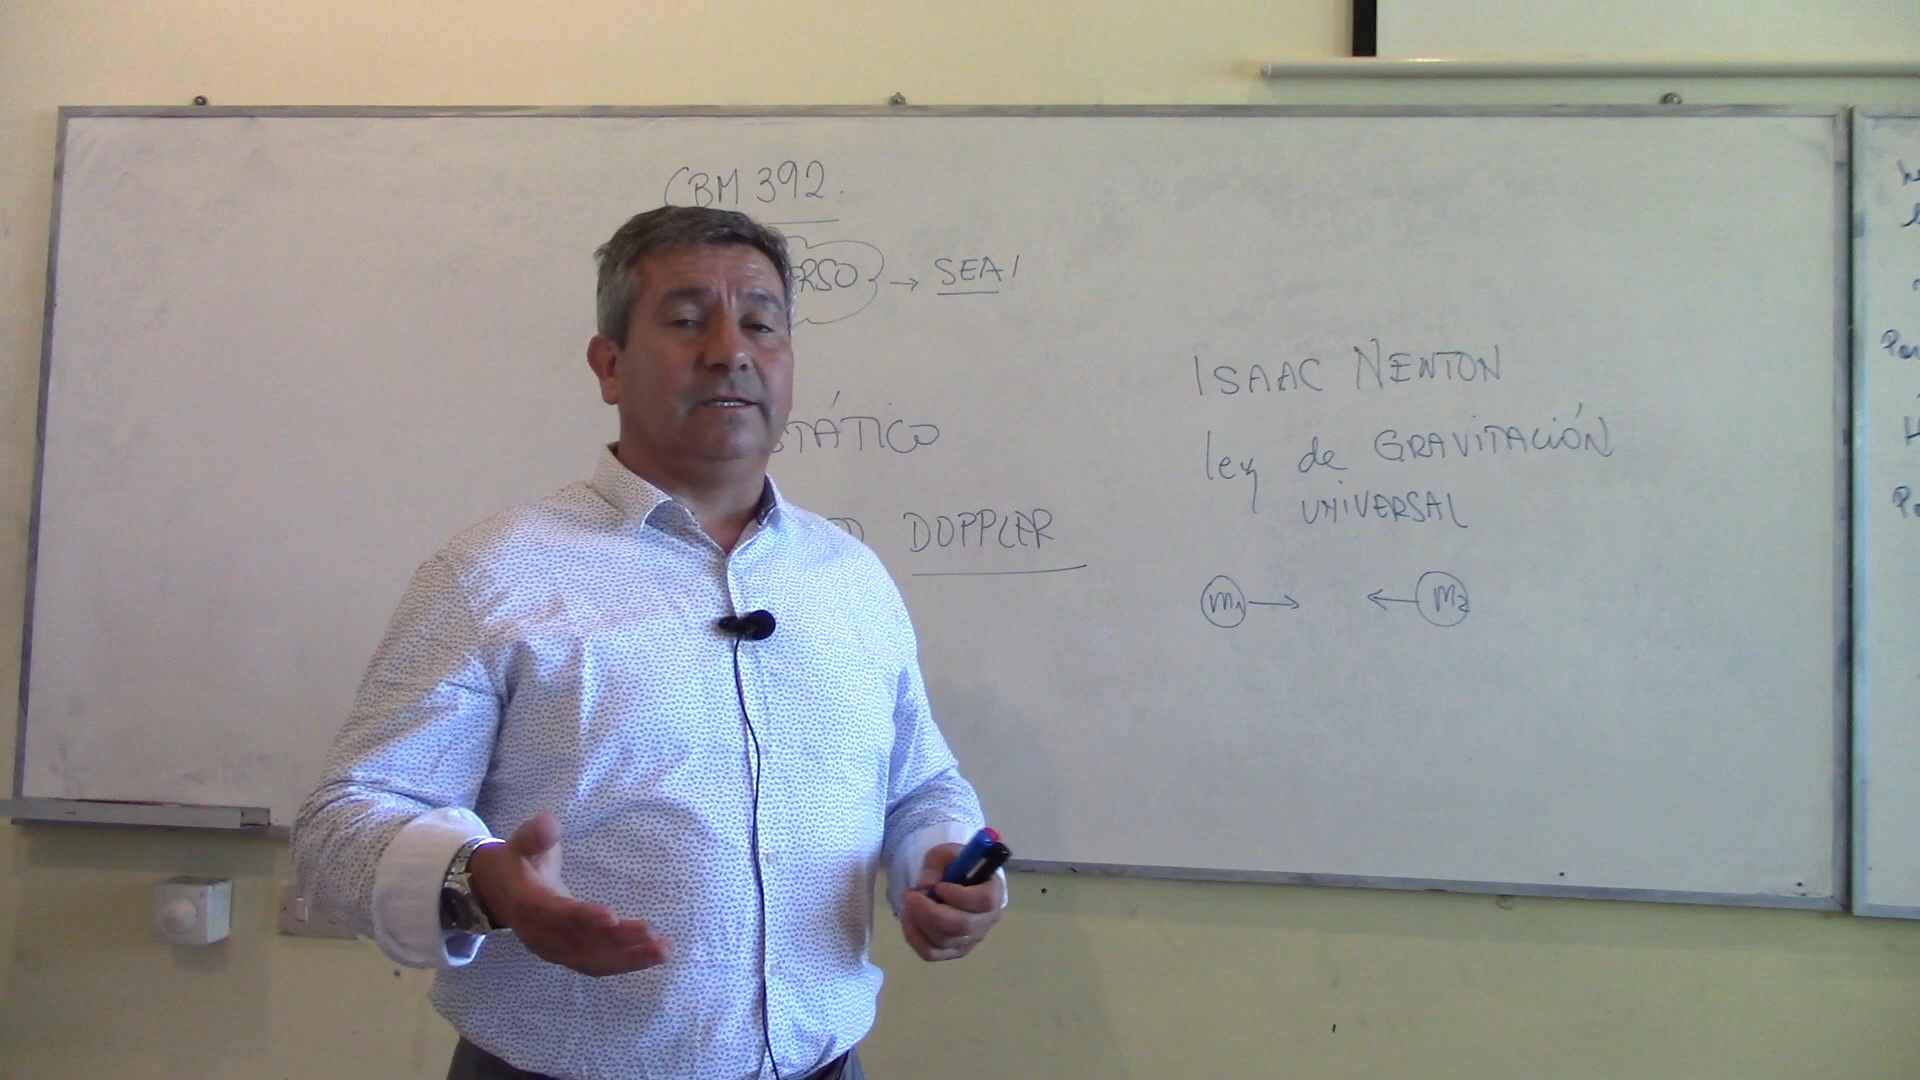 CBM 392.
ERSO → SEA!
STÁTICO
DOPPLER
ISAAC NEWTON
ley de GRAVITACIÓN
UNIVERSAL
m1 → ← m2